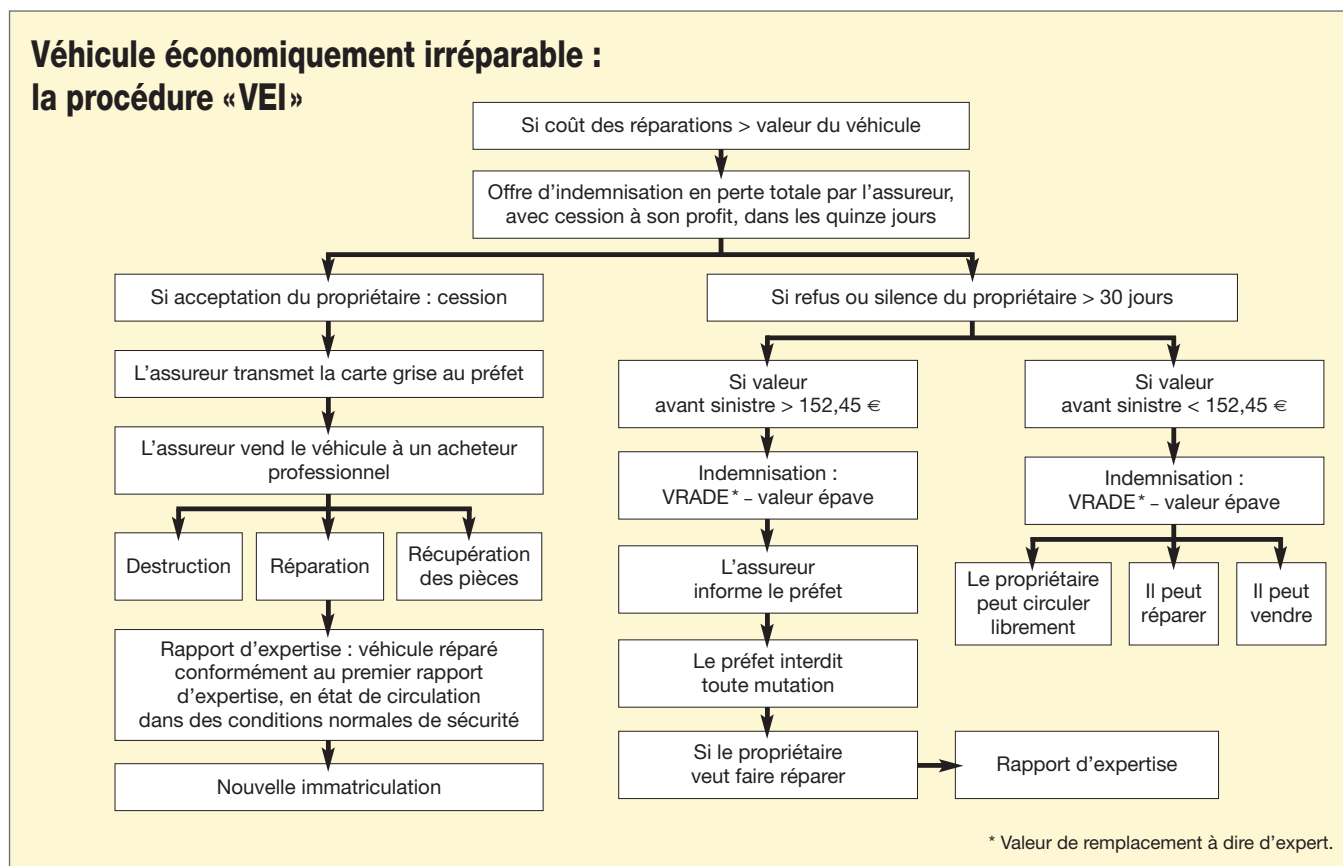 Véhicule économiquement irréparable :
la procédure «VEI»
Si coût des réparations > valeur du véhicule
Offre d'indemnisation en perte totale par l'assureur,
avec cession à son profit, dans les quinze jours
Si acceptation du propriétaire : cession
L'assureur transmet la carte grise au préfet
L'assureur vend le véhicule à un acheteur
professionnel
Destruction
Réparation
Récupération
des pièces
Rapport d'expertise : véhicule réparé
conformément au premier rapport
d'expertise, en état de circulation
dans des conditions normales de sécurité
Nouvelle immatriculation
Si refus ou silence du propriétaire > 30 jours
Si valeur
avant sinistre > 152,45 €
Indemnisation :
VRADE* – valeur épave
L'assureur
informe le préfet
Le préfet interdit
toute mutation
Si le propriétaire
veut faire réparer
Rapport d'expertise
Si valeur
avant sinistre < 152,45 €
Indemnisation :
VRADE* – valeur épave
Le propriétaire
peut circuler
librement
Il peut
réparer
Il peut
vendre
* Valeur de remplacement à dire d'expert.